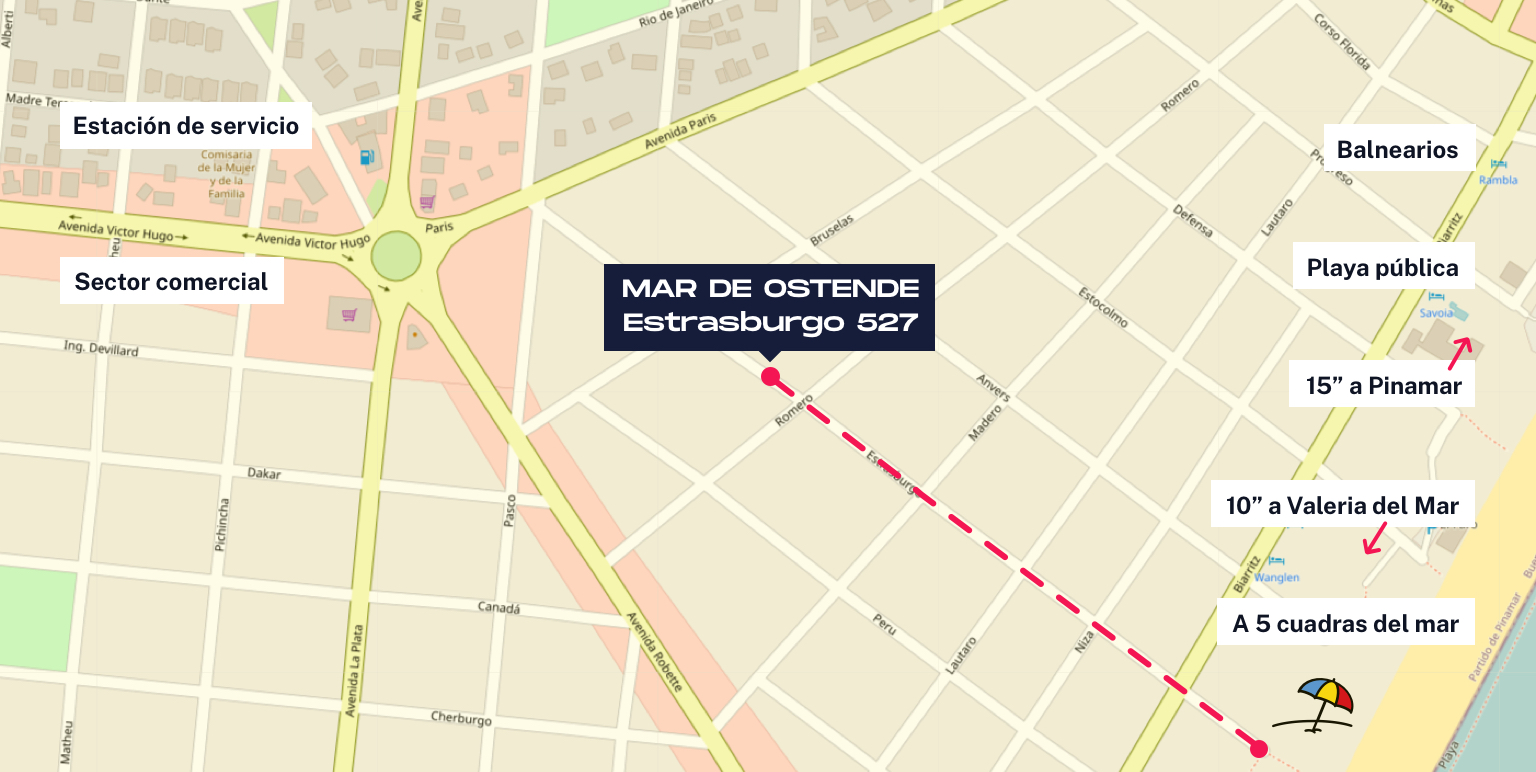 Alberti
Ave
Rio de Janeiro
Corso Florida
Madre
Estación de servicio
Comisaria
de la Mujer
y de la
Familia
Avenida Paris
Romero
Balnearios
Rambla
Avenida Victor Hugo
Avenida Victor Hugo
Paris
Bruselas
Defensa
Lautaro
Sector comercial
Playa pública
MAR DE OSTENDE
Estrasburgo 527
Estocolmo
Savoia
Ing. Devillard
15” a Pinamar
Romero
Anvers
Madero
Estrasburgo
Dakar
Pichincha
Pasco
10” a Valeria del Mar
Biarritz
Wanglen
Canadá
Avenida Robette
Peru
Lautaro
Niza
A 5 cuadras del mar
Partido de Pinamar
Avenida La Plata
Cherburgo
Matheu
Playa